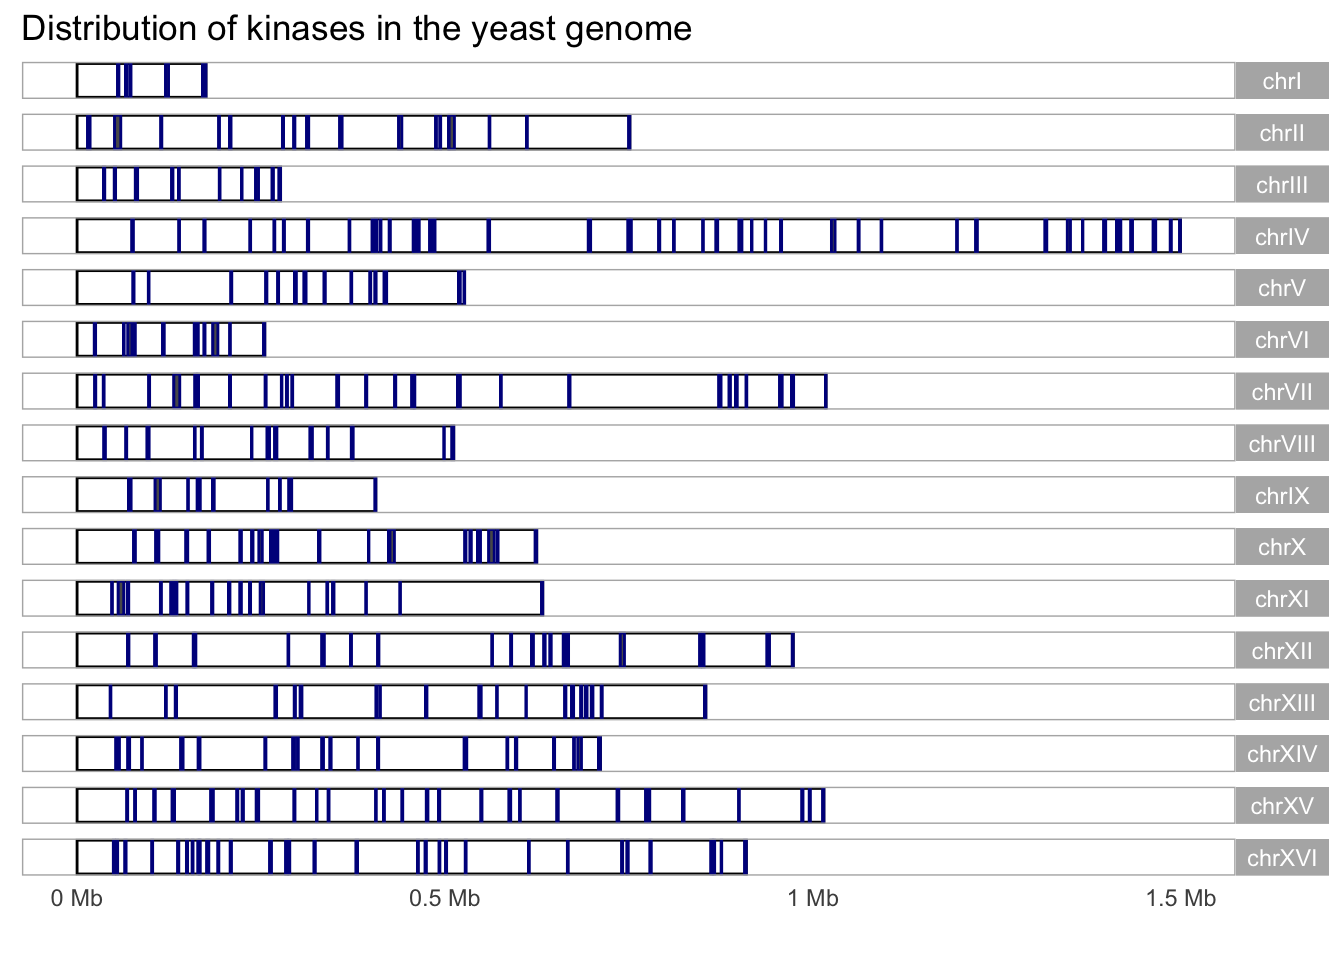 Distribution of kinases in the yeast genome
chrI
chrII
chrIII
chrIV
chrV
chrVI
chrVII
chrVIII
chrIX
chrX
chrXI
chrXII
chrXIII
chrXIV
chrXV
chrXVI
0 Mb 0.5 Mb 1 Mb 1.5 Mb